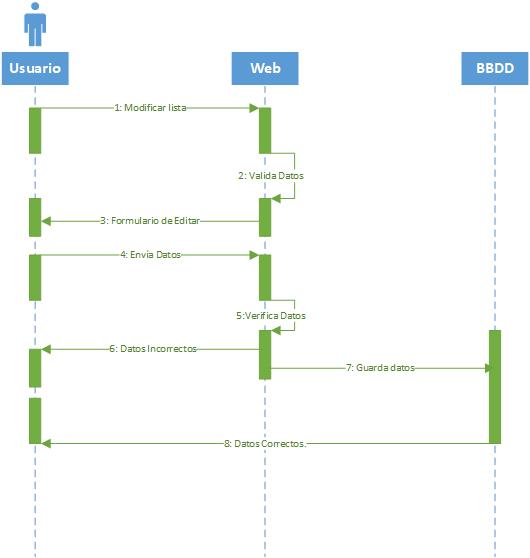 Usuario
Web
BBDD
1: Modificar lista
2: Valida Datos
3: Formulario de Editar
4: Envia Datos
5:Verifica Datos
6: Datos Incorrectos
7: Guarda datos
8: Datos Correctos.